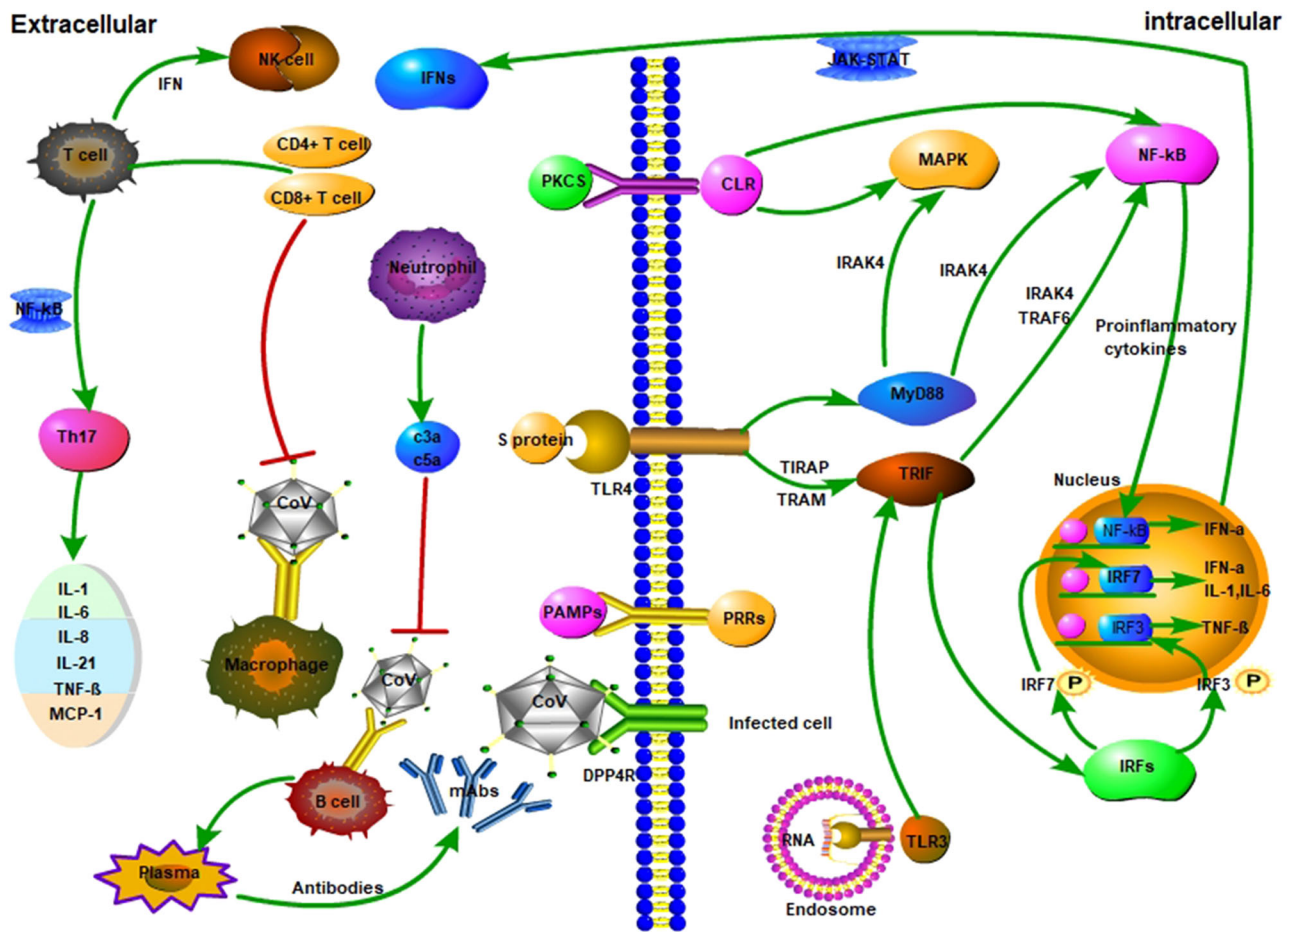 Extracellular
intracellular
NK cell
IFN
IFNs
JAK-STAT
T cell
CD4+ T cell
CD8+ T cell
PKCS
CLR
MAPK
NF-kB
Neutrophil
NF-kB
IRAK4
IRAK4
IRAK4
TRAF6
Proinflammatory
cytokines
MyD88
Th17
c3a
c5a
S protein
TLR4
TIRAP
TRAM
TRIF
Nucleus
CoV
NF-kB
IFN-a
IRF7
IFN-a
IL-1,IL-6
IRF3
TNF-ß
IL-1
IL-6
IL-8
IL-21
TNF-ß
MCP-1
PAMPs
PRRs
Macrophage
CoV
CoV
IRF7
P
IRF3
P
Infected cell
DPP4R
IRFs
B cell
mAbs
Plasma
Antibodies
RNA
TLR3
Endosome